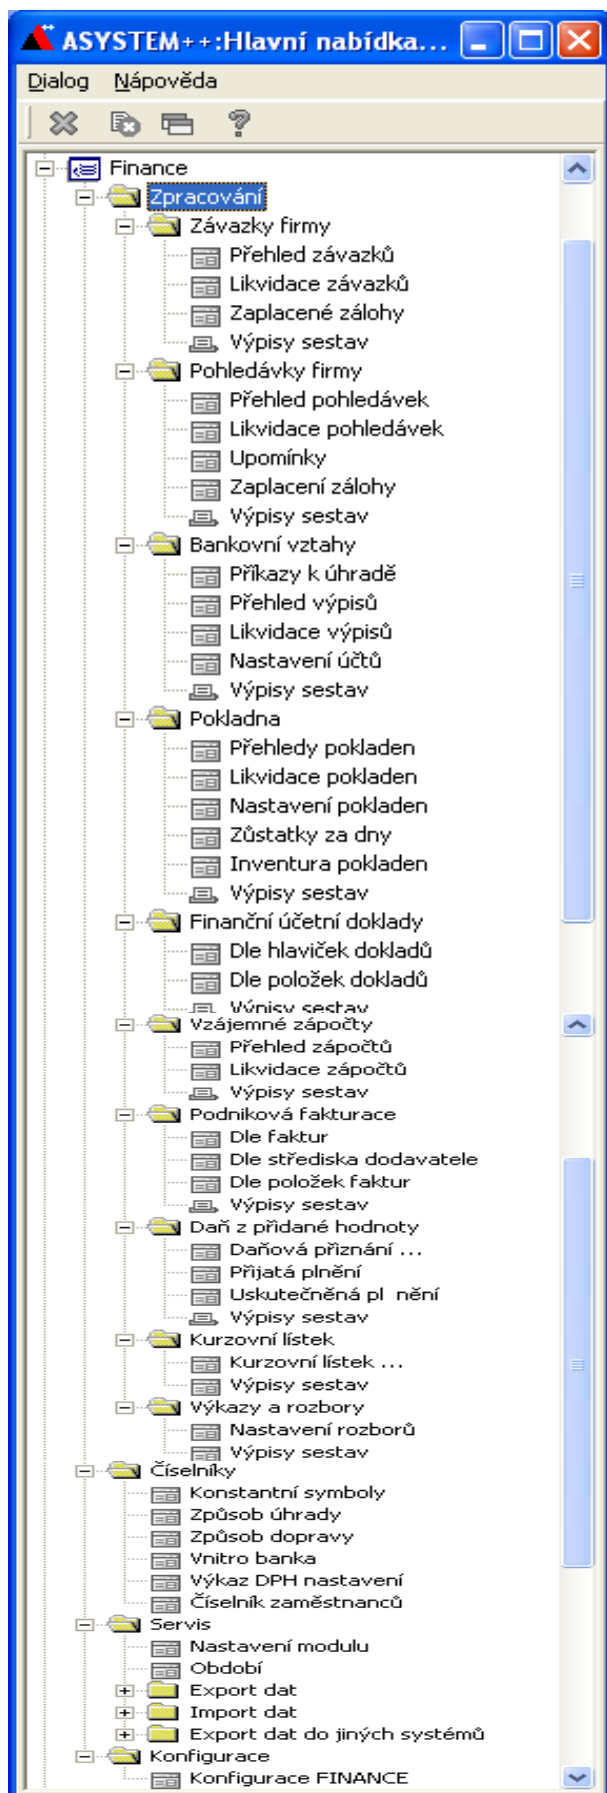 ASYSTEM++:Hlavní nabídka...
Dialog Nápověda
Finance
Zpracování
Závazky firmy
Přehled závazků
Likvidace závazků
Zaplacené zálohy
Výpisy sestav
Pohledávky firmy
Přehled pohledávek
Likvidace pohledávek
Upomínky
Zaplacení zálohy
Výpisy sestav
Bankovní vztahy
Příkazy k úhradě
Přehled výpisů
Likvidace výpisů
Nastavení účtů
Výpisy sestav
Pokladna
Přehledy pokladen
Likvidace pokladen
Nastavení pokladen
Zůstatky za dny
Inventura pokladen
Výpisy sestav
Finanční účetní doklady
Dle hlaviček dokladů
Dle položek dokladů
Výpisy sestav
Vzájemné zápočty
Přehled zápočtů
Likvidace zápočtů
Výpisy sestav
Podniková fakturace
Dle faktur
Dle střediska dodavatele
Dle položek faktur
Výpisy sestav
Daň z přidané hodnoty
Daňová přiznání ...
Přijatá plnění
Uskutečněná pl nění
Výpisy sestav
Kurzovní lístek
Kurzovní lístek ...
Výpisy sestav
Výkazy a rozbory
Nastavení rozborů
Výpisy sestav
Číselníky
Konstantní symboly
Způsob úhrady
Způsob dopravy
Vnitro banka
Výkaz DPH nastavení
Číselník zaměstnanců
Servis
Nastavení modulu
Období
Export dat
Import dat
Export dat do jiných systémů
Konfigurace
Konfigurace FINANCE